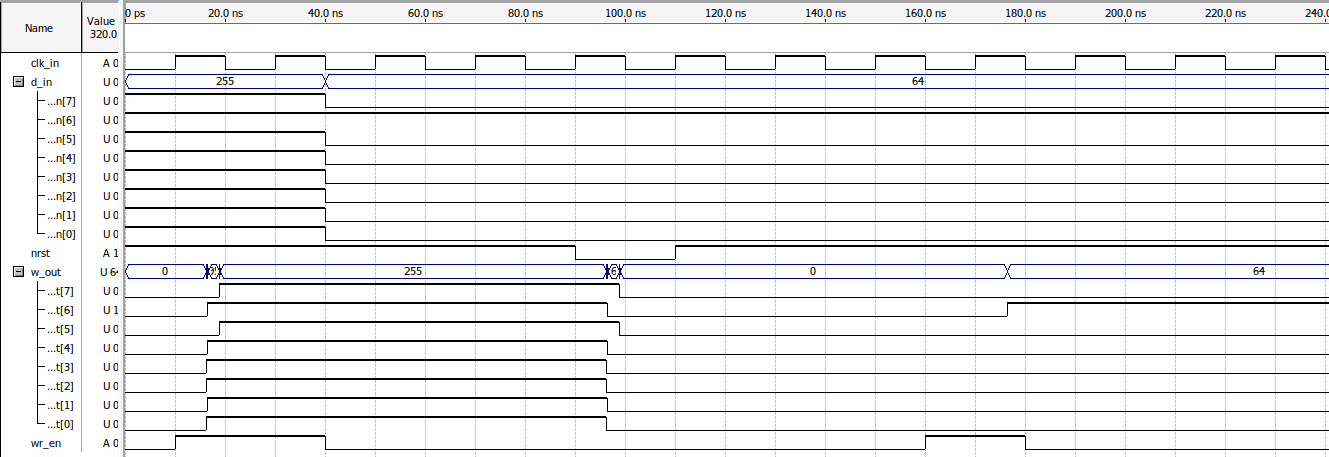 Name
Value
320.0
0 ps
20.0 ns
40.0 ns
60.0 ns
80.0 ns
100.0 ns
120.0 ns
140.0 ns
160.0 ns
180.0 ns
200.0 ns
220.0 ns
240.0
clk_in A 0
d_in U 0 255 64
...n[7] U 0
...n[6] U 0
...n[5] U 0
...n[4] U 0
...n[3] U 0
...n[2] U 0
...n[1] U 0
...n[0] U 0
nrst A 1
w_out U 64 0 255 6 0 64
...t[7] U 0
...t[6] U 1
...t[5] U 0
...t[4] U 0
...t[3] U 0
...t[2] U 0
...t[1] U 0
...t[0] U 0
wr_en A 0